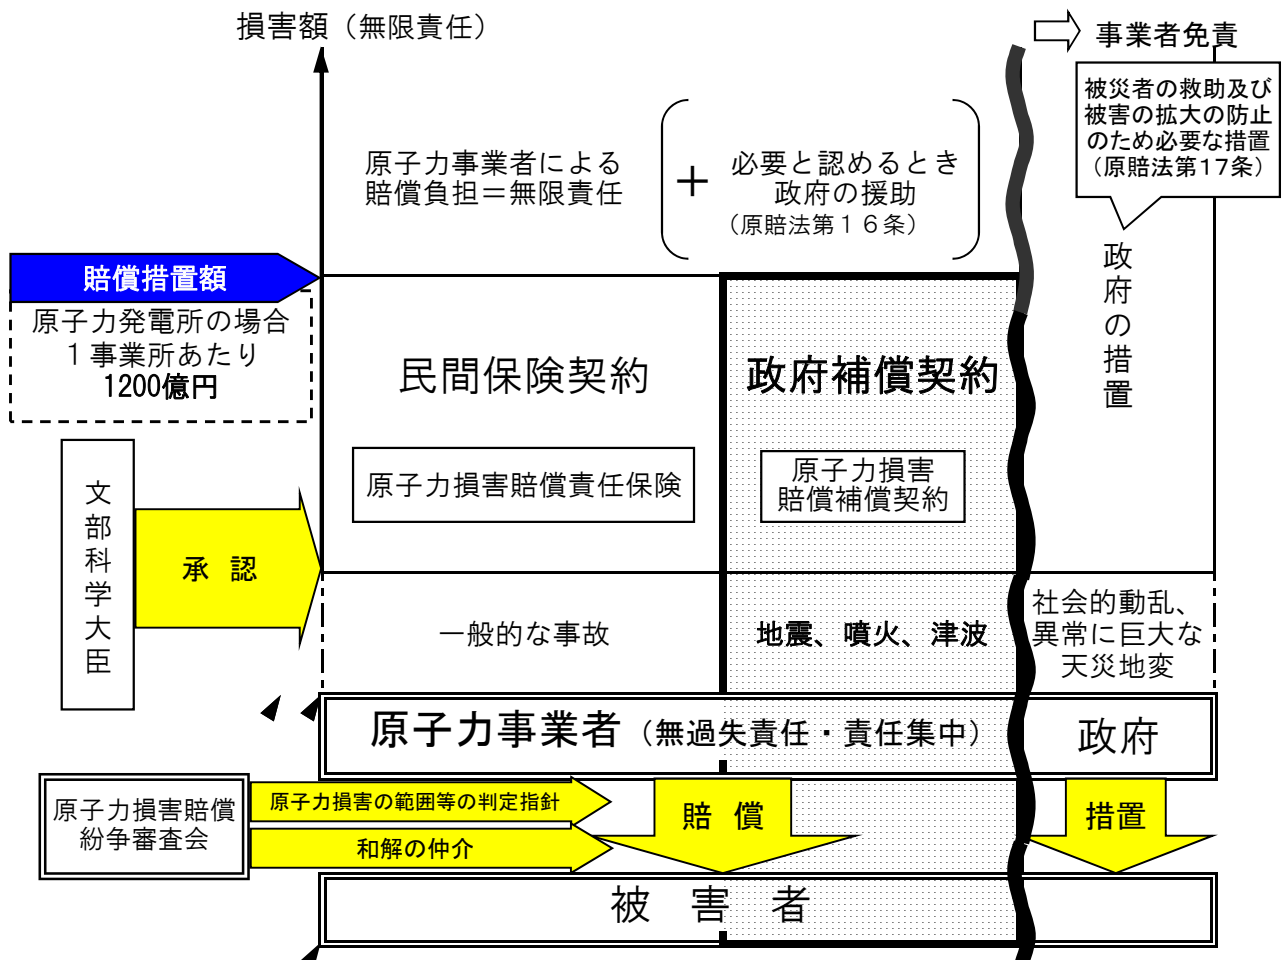 損害額（無限責任）
事業者免責
被災者の救助及び
被害の拡大の防止
のため必要な措置
（原賠法第17条）
原子力事業者による
賠償負担＝無限責任
＋
必要と認めるとき
政府の援助
（原賠法第１６条）
政府の措置
賠償措置額
原子力発電所の場合
１事業所あたり
1200億円
民間保険契約
政府補償契約
原子力損害賠償責任保険
原子力損害
賠償補償契約
文部科学大臣
承 認
一般的な事故
地震、噴火、津波
社会的動乱、
異常に巨大な
天災地変
原子力事業者（無過失責任・責任集中）
政府
原子力損害賠償
紛争審査会
原子力損害の範囲等の判定指針
和解の仲介
賠 償
措置
被 害 者